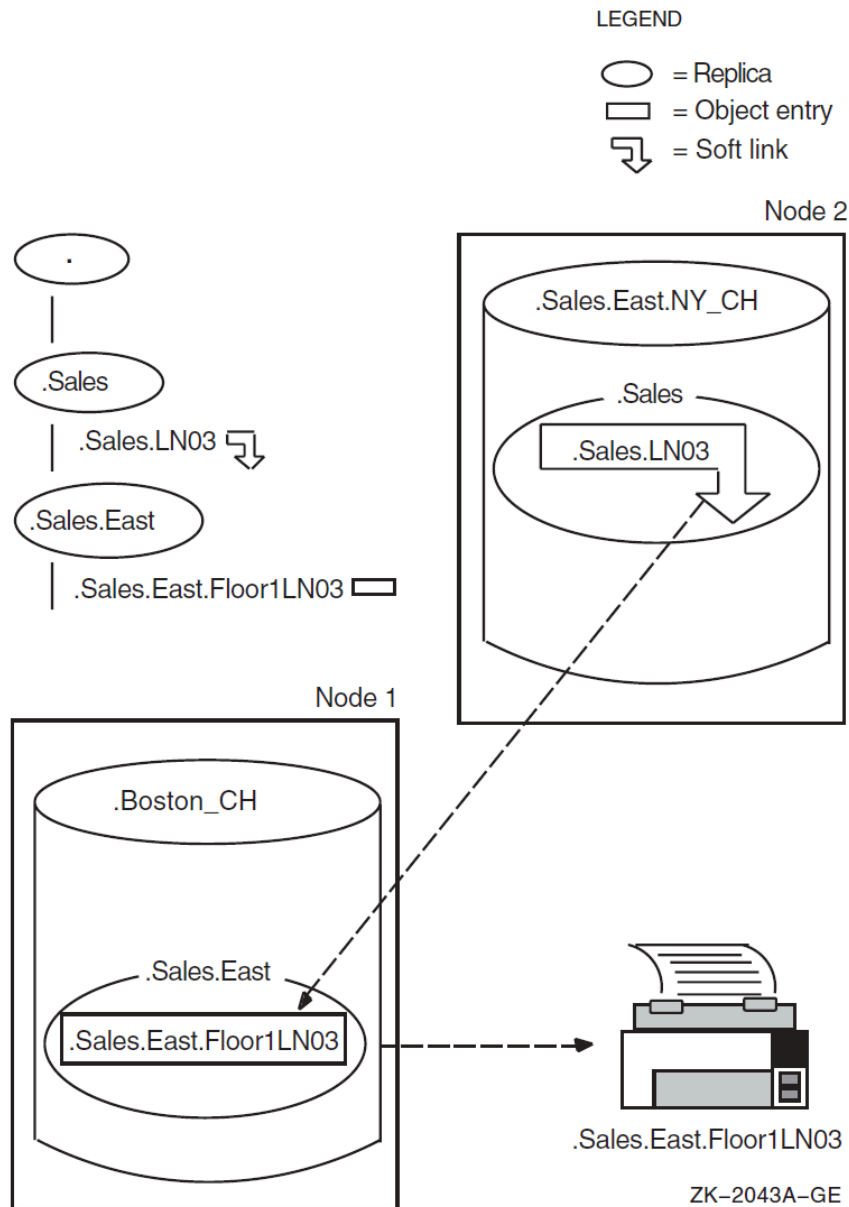 LEGEND
= Replica
= Object entry
= Soft link
Node 2
.
.Sales
.Sales.LN03
.Sales.East
.Sales.East.Floor1LN03
.Sales.East.NY_CH
.Sales
.Sales.LN03
Node 1
.Boston_CH
.Sales.East
.Sales.East.Floor1LN03
.Sales.East.Floor1LN03
ZK–2043A–GE